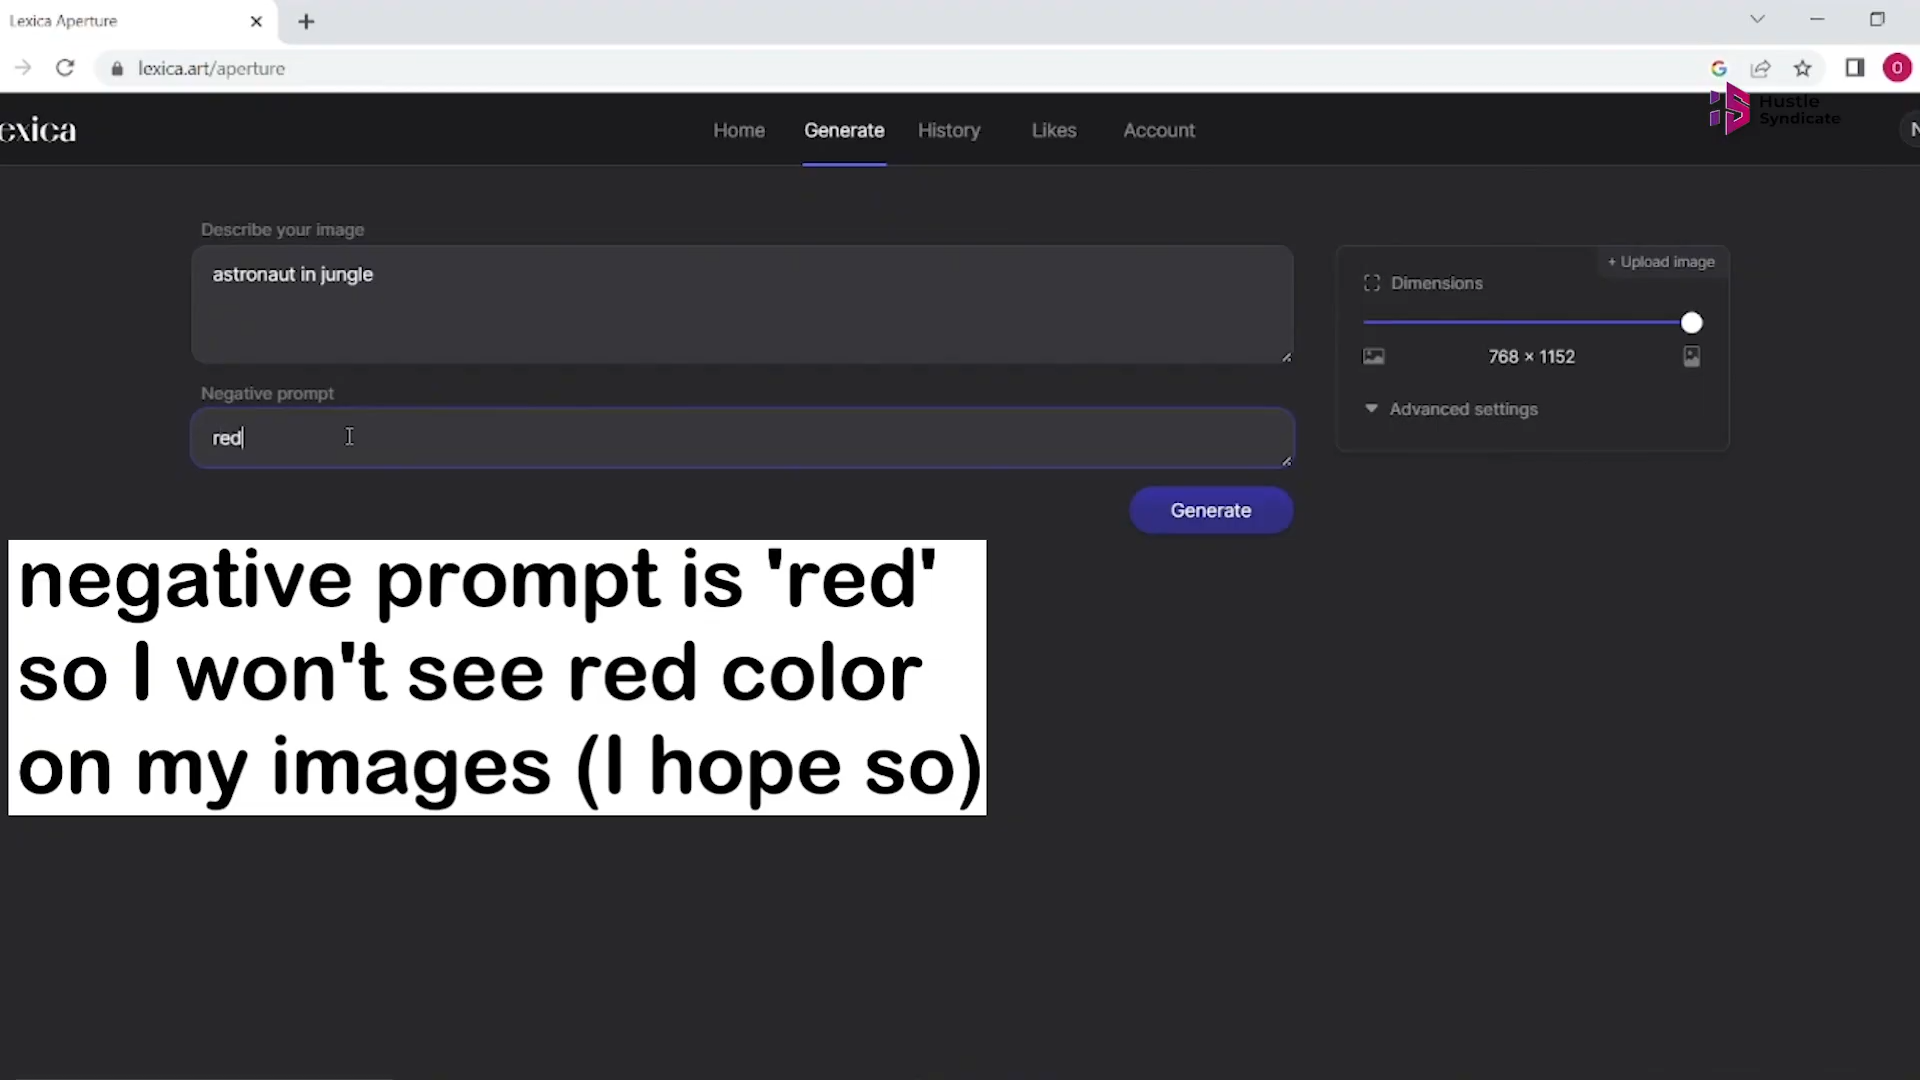 Lexica Aperture
lexica.art/aperture
O
exica
Home
Generate
History
Likes
Account
Hustle
Syndicate
N
Describe your image
astronaut in jungle
+ Upload image
Dimensions
768 × 1152
Advanced settings
Negative prompt
red
Generate
negative prompt is 'red'
so I won't see red color
on my images (I hope so)